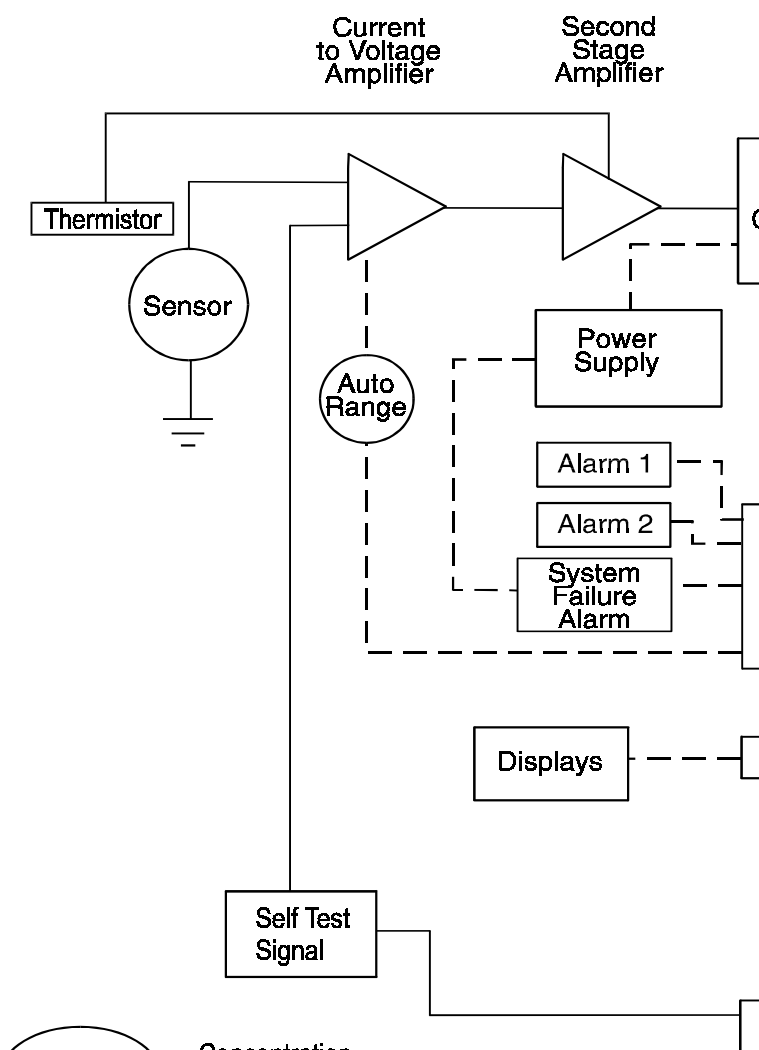 Current
to Voltage
Amplifier
Second
Stage
Amplifier
Thermistor
Sensor
Auto
Range
Power
Supply
Alarm 1
Alarm 2
System
Failure
Alarm
Displays
Self Test
Signal
Concentration